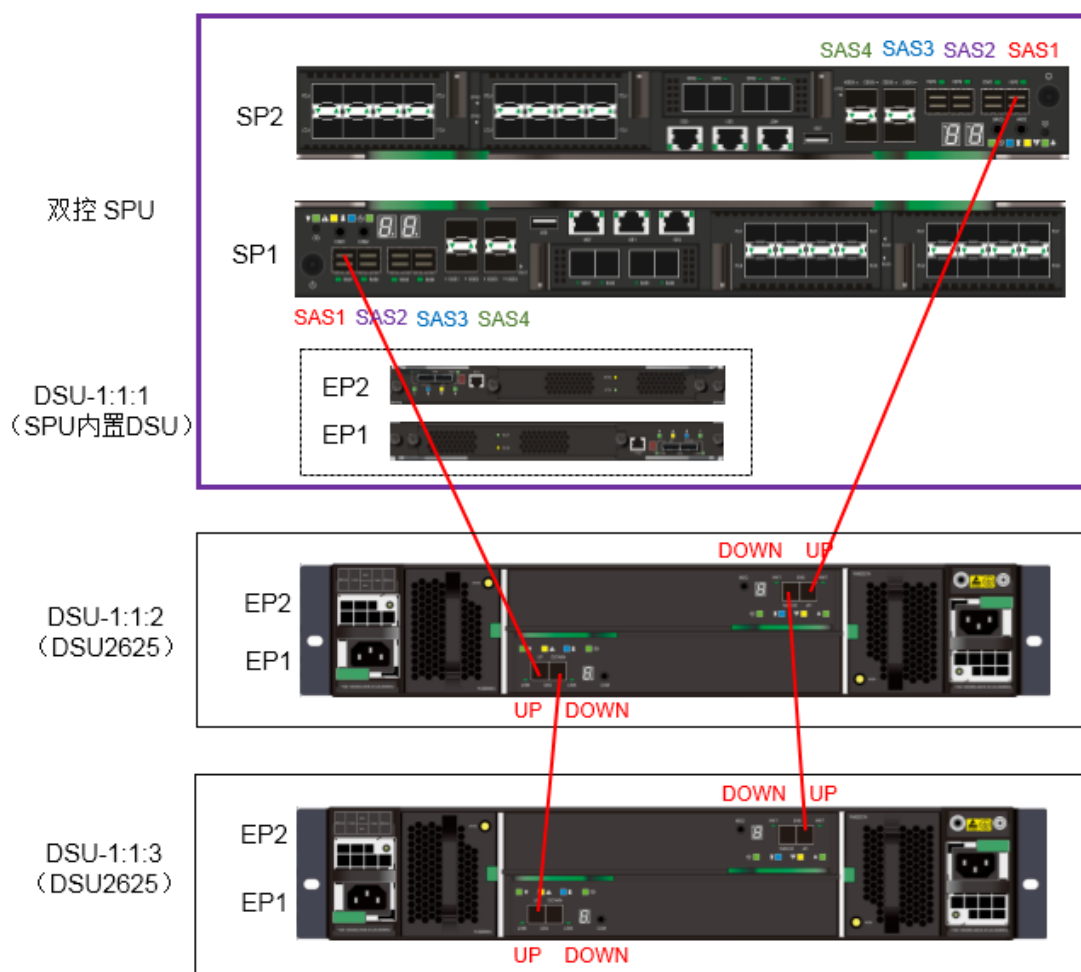 SAS4 SAS3 SAS2 SAS1
SP2
双控 SPU
SP1
SAS1 SAS2 SAS3 SAS4
DSU-1:1:1
（SPU内置DSU）
EP2
EP1
DOWN UP
DSU-1:1:2
（DSU2625）
EP2
EP1
UP DOWN
DOWN UP
DSU-1:1:3
（DSU2625）
EP2
EP1
UP DOWN